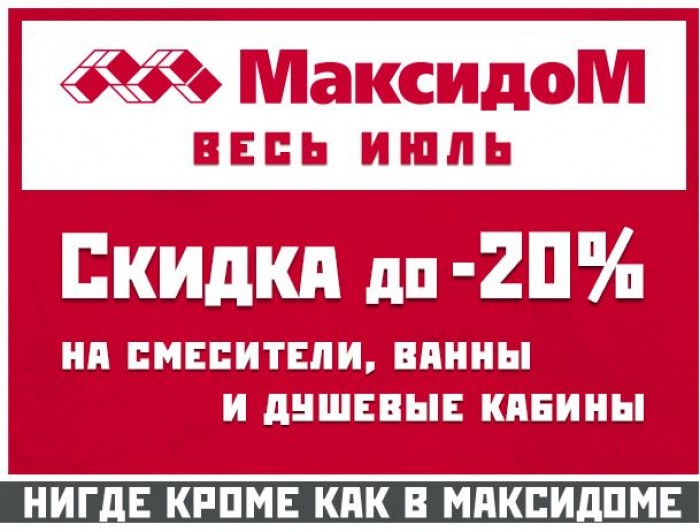 МаксидоМ
ВЕСЬ ИЮЛЬ
СКИДКА ДО -20%
НА СМЕСИТЕЛИ, ВАННЫ
И ДУШЕВЫЕ КАБИНЫ
НИГДЕ КРОМЕ КАК В МАКСИДОМЕ